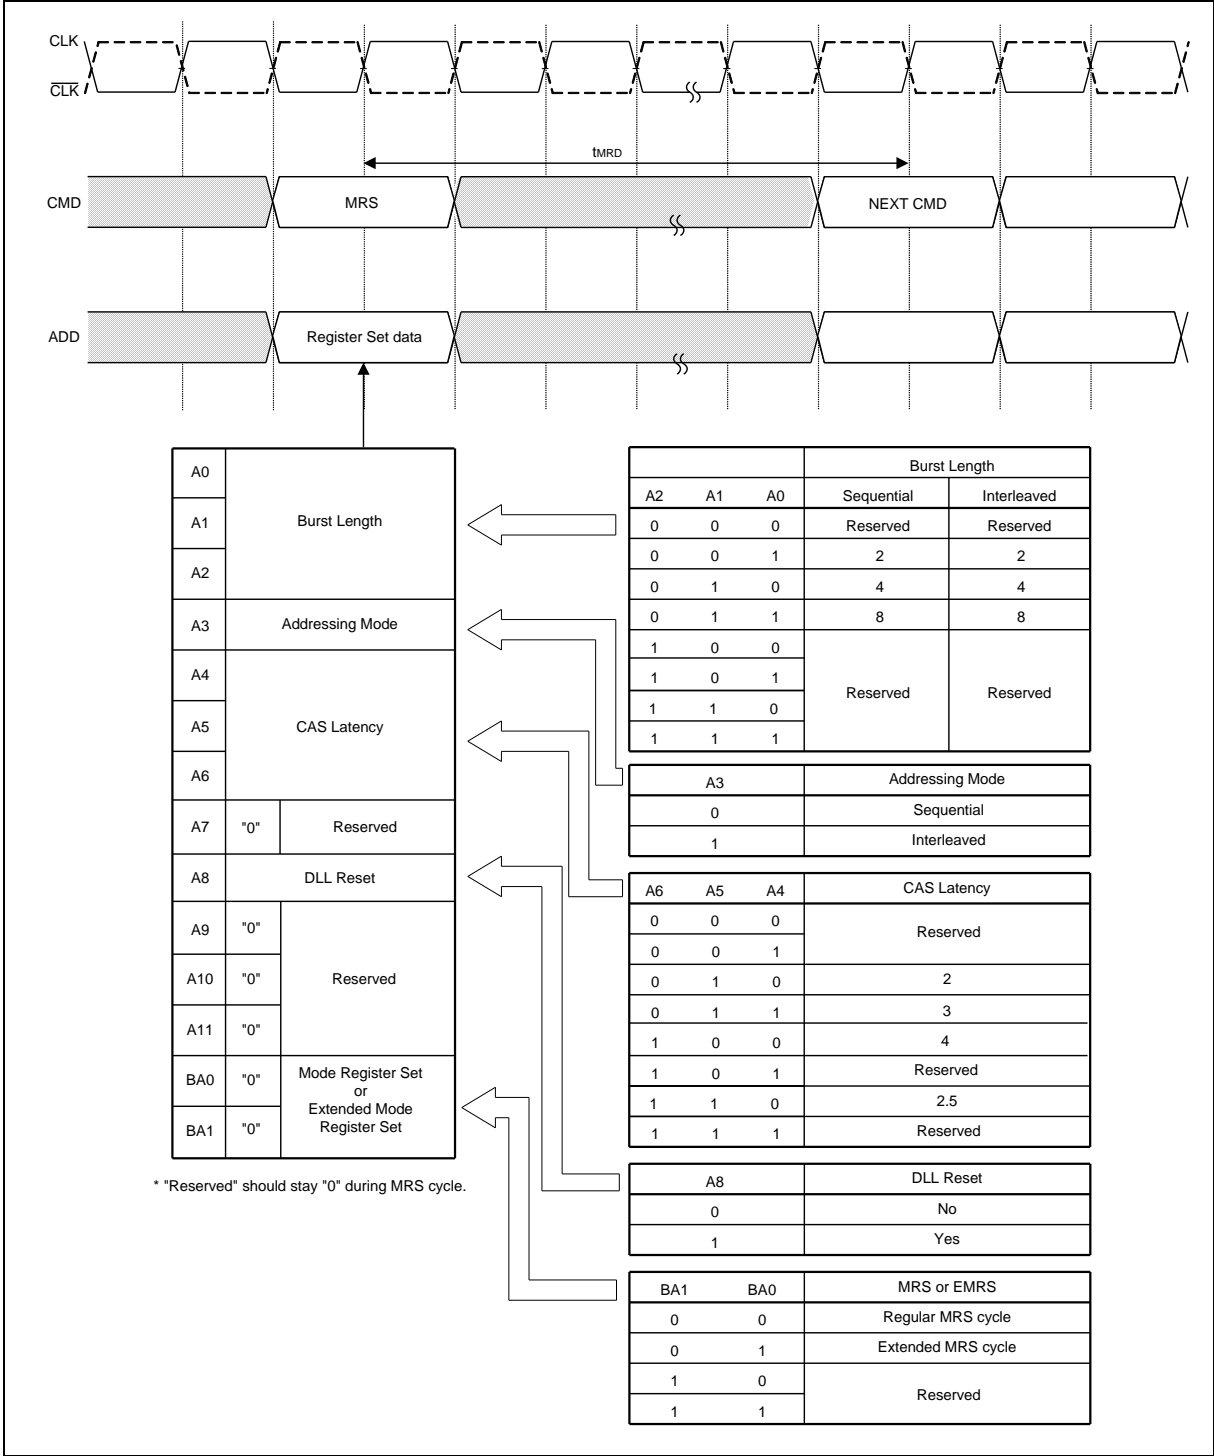 CLK
CLK
tMRD
CMD
MRS
NEXT CMD
ADD
Register Set data
A0
A1
A2
Burst Length
A3
Addressing Mode
A4
A5
A6
CAS Latency
A7 "0" Reserved
A8 DLL Reset
A9 "0"
A10 "0" Reserved
A11 "0"
BA0 "0"
BA1 "0"
Mode Register Set
or
Extended Mode
Register Set
* "Reserved" should stay "0" during MRS cycle.
Burst Length
A2 A1 A0 Sequential Interleaved
0 0 0 Reserved Reserved
0 0 1 2 2
0 1 0 4 4
0 1 1 8 8
1 0 0
1 0 1
Reserved Reserved
1 1 0
1 1 1
A3 Addressing Mode
0 Sequential
1 Interleaved
A6 A5 A4 CAS Latency
0 0 0
Reserved
0 0 1
0 1 0 2
0 1 1 3
1 0 0 4
1 0 1 Reserved
1 1 0 2.5
1 1 1 Reserved
A8 DLL Reset
0 No
1 Yes
BA1 BA0 MRS or EMRS
0 0 Regular MRS cycle
0 1 Extended MRS cycle
1 0
Reserved
1 1